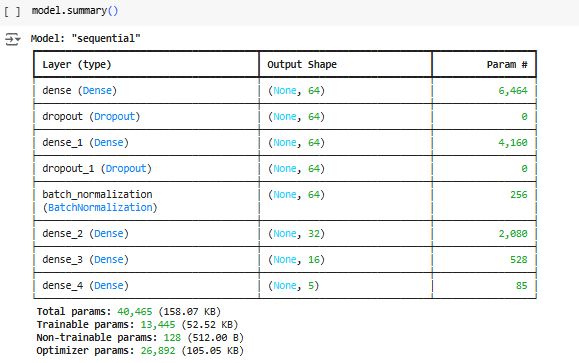 [ ] model.summary()
Model: "sequential"
Layer (type) Output Shape Param #
dense (Dense) (None, 64) 6,464
dropout (Dropout) (None, 64) 0
dense_1 (Dense) (None, 64) 4,160
dropout_1 (Dropout) (None, 64) 0
batch_normalization (None, 64) 256
(BatchNormalization)
dense_2 (Dense) (None, 32) 2,080
dense_3 (Dense) (None, 16) 528
dense_4 (Dense) (None, 5) 85
Total params: 40,465 (158.07 KB)
Trainable params: 13,445 (52.52 KB)
Non-trainable params: 128 (512.00 B)
Optimizer params: 26,892 (105.05 KB)